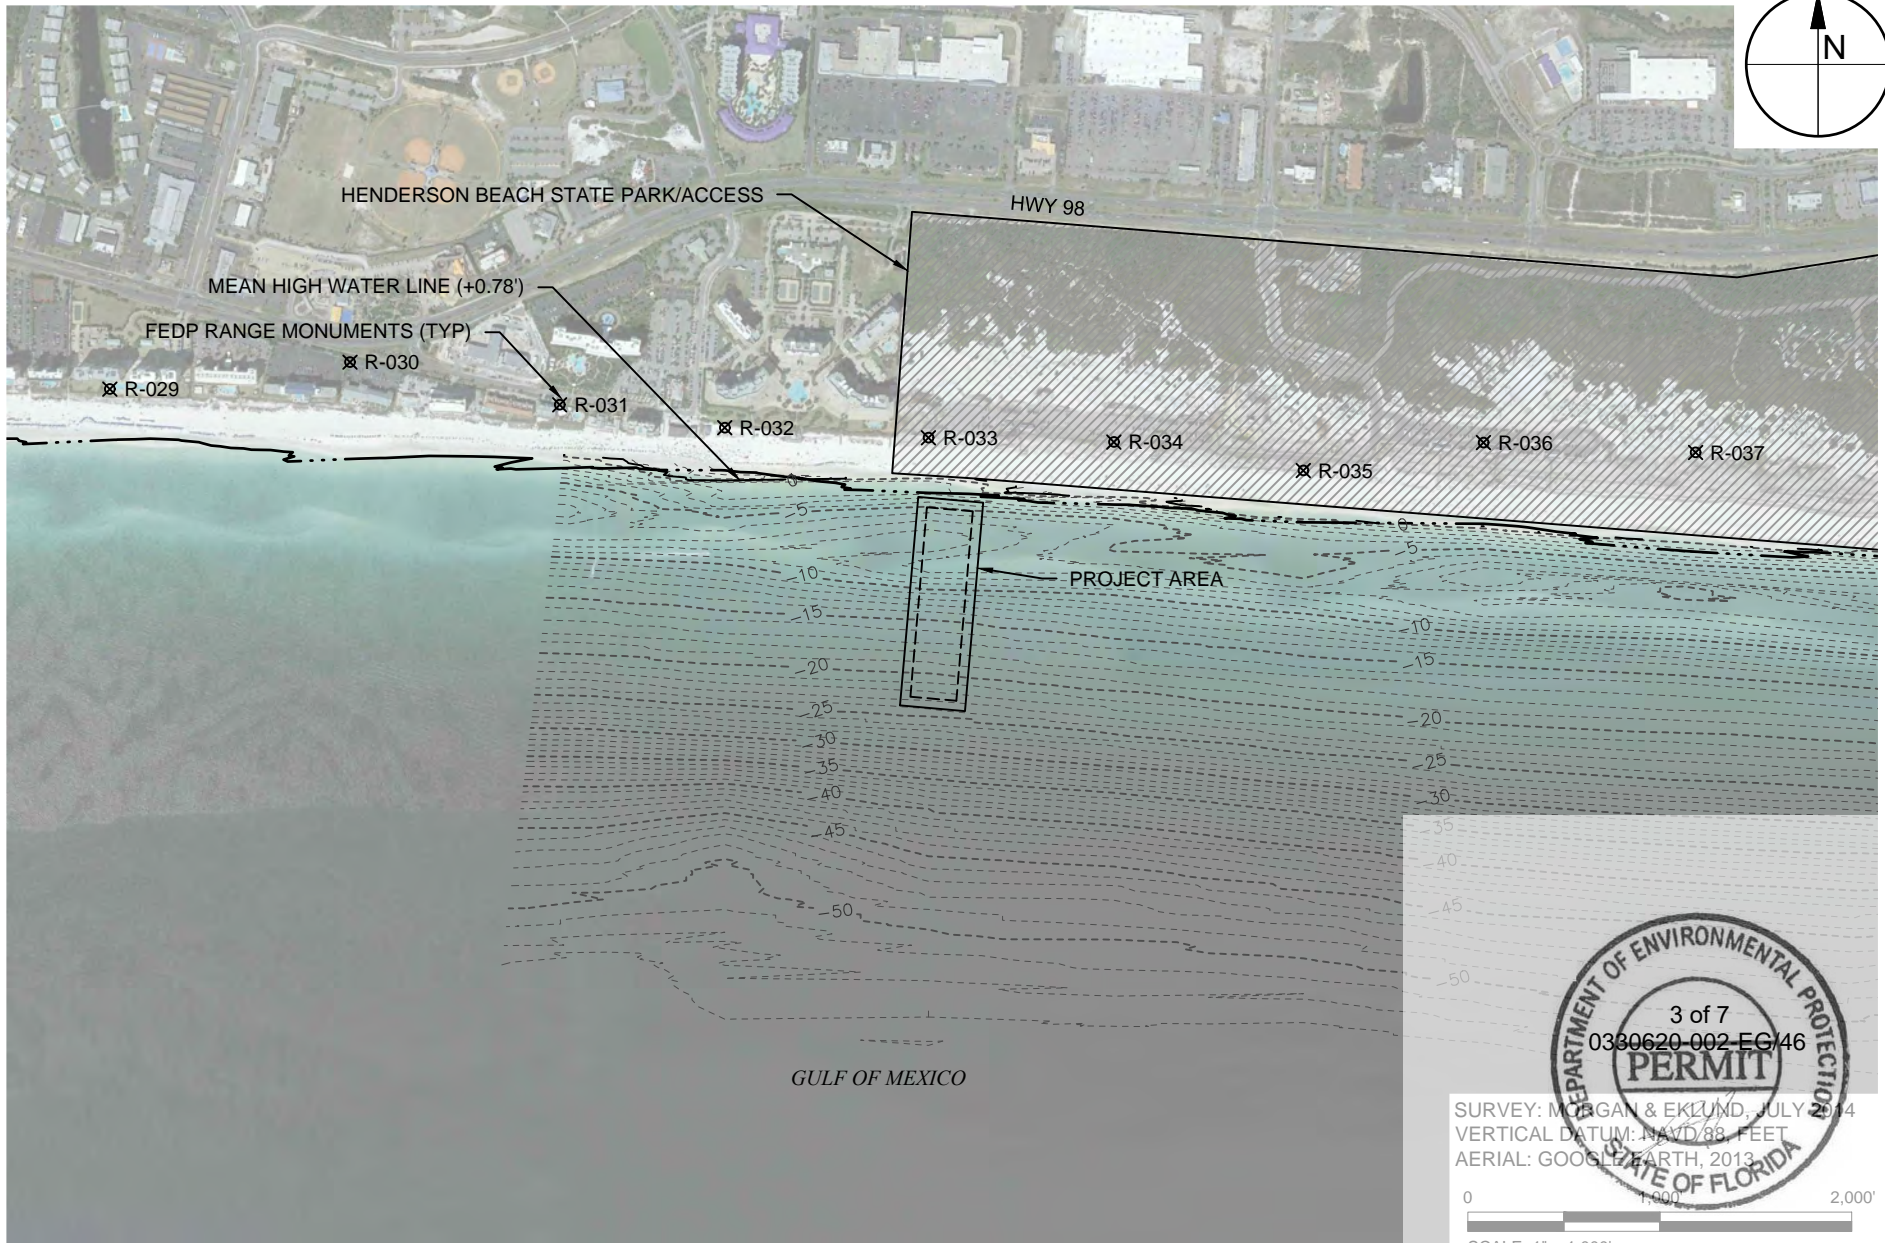 N
HENDERSON BEACH STATE PARK/ACCESS
HWY 98
MEAN HIGH WATER LINE (+0.78')
FEDP RANGE MONUMENTS (TYP)
R-029
R-030
R-031
R-032
R-033
R-034
R-035
R-036
R-037
0
-5
-10
-15
-20
-25
-30
-35
-40
-45
-50
PROJECT AREA
0
-5
-10
-15
-20
-25
-30
-35
-40
-45
-50
GULF OF MEXICO
DEPARTMENT OF ENVIRONMENTAL PROTECTION
3 of 7
0330620-002-EG/46
PERMIT
STATE OF FLORIDA
SURVEY: MORGAN & EKLUND, JULY 2014
VERTICAL DATUM: NAVD 88, FEET
AERIAL: GOOGLE EARTH, 2013
0 1,000' 2,000'